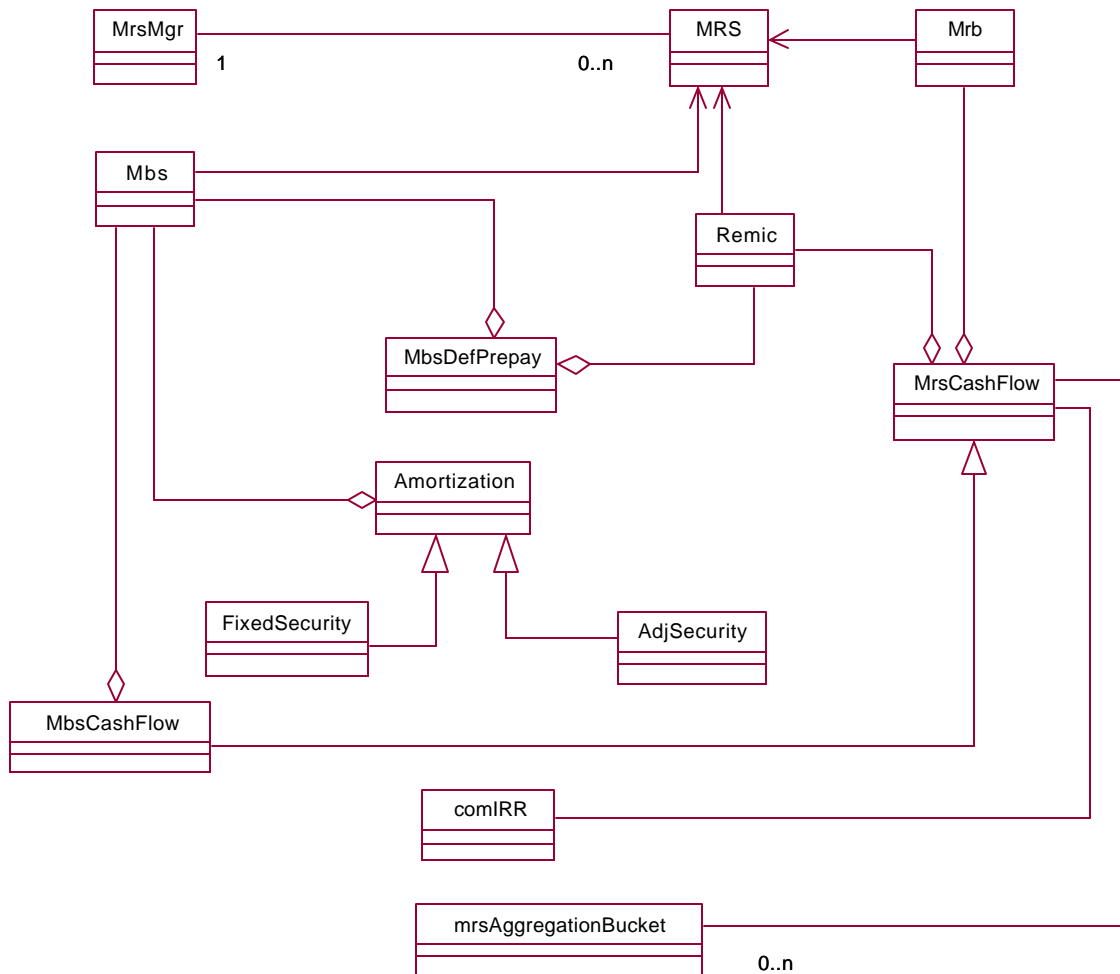 MrsMgr
MRS
Mrb
1
0..n
Mbs
Remic
MbsDefPrepay
MrsCashFlow
Amortization
FixedSecurity
AdjSecurity
MbsCashFlow
comIRR
mrsAggregationBucket
0..n